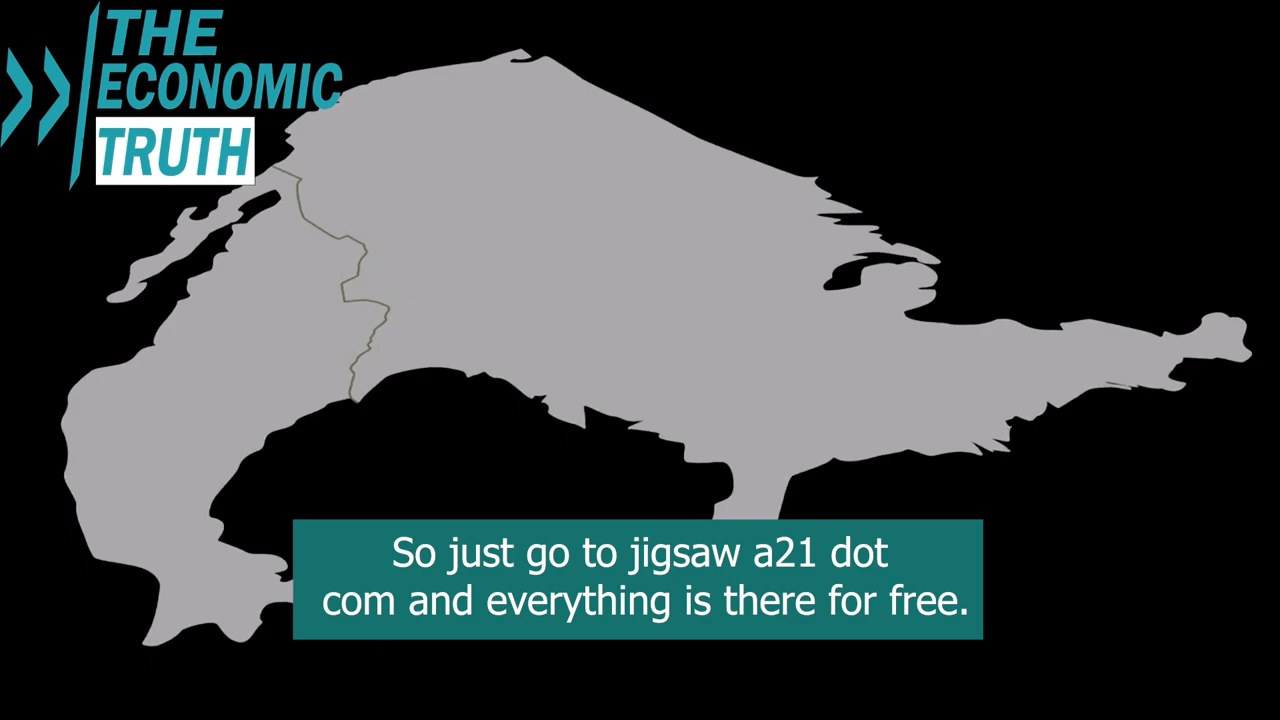 THE
ECONOMIC
TRUTH
So just go to jigsaw a21 dot
com and everything is there for free.